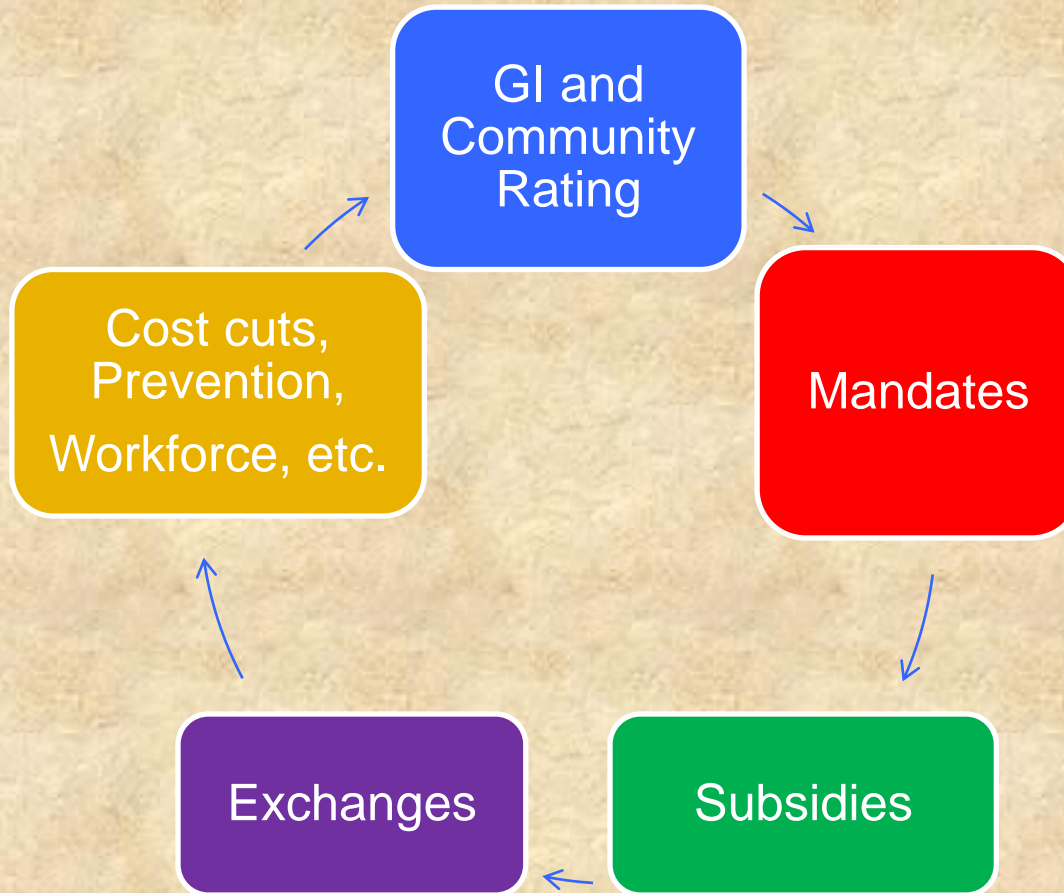 GI and
Community
Rating
Mandates
Subsidies
Exchanges
Cost cuts,
Prevention,
Workforce, etc.